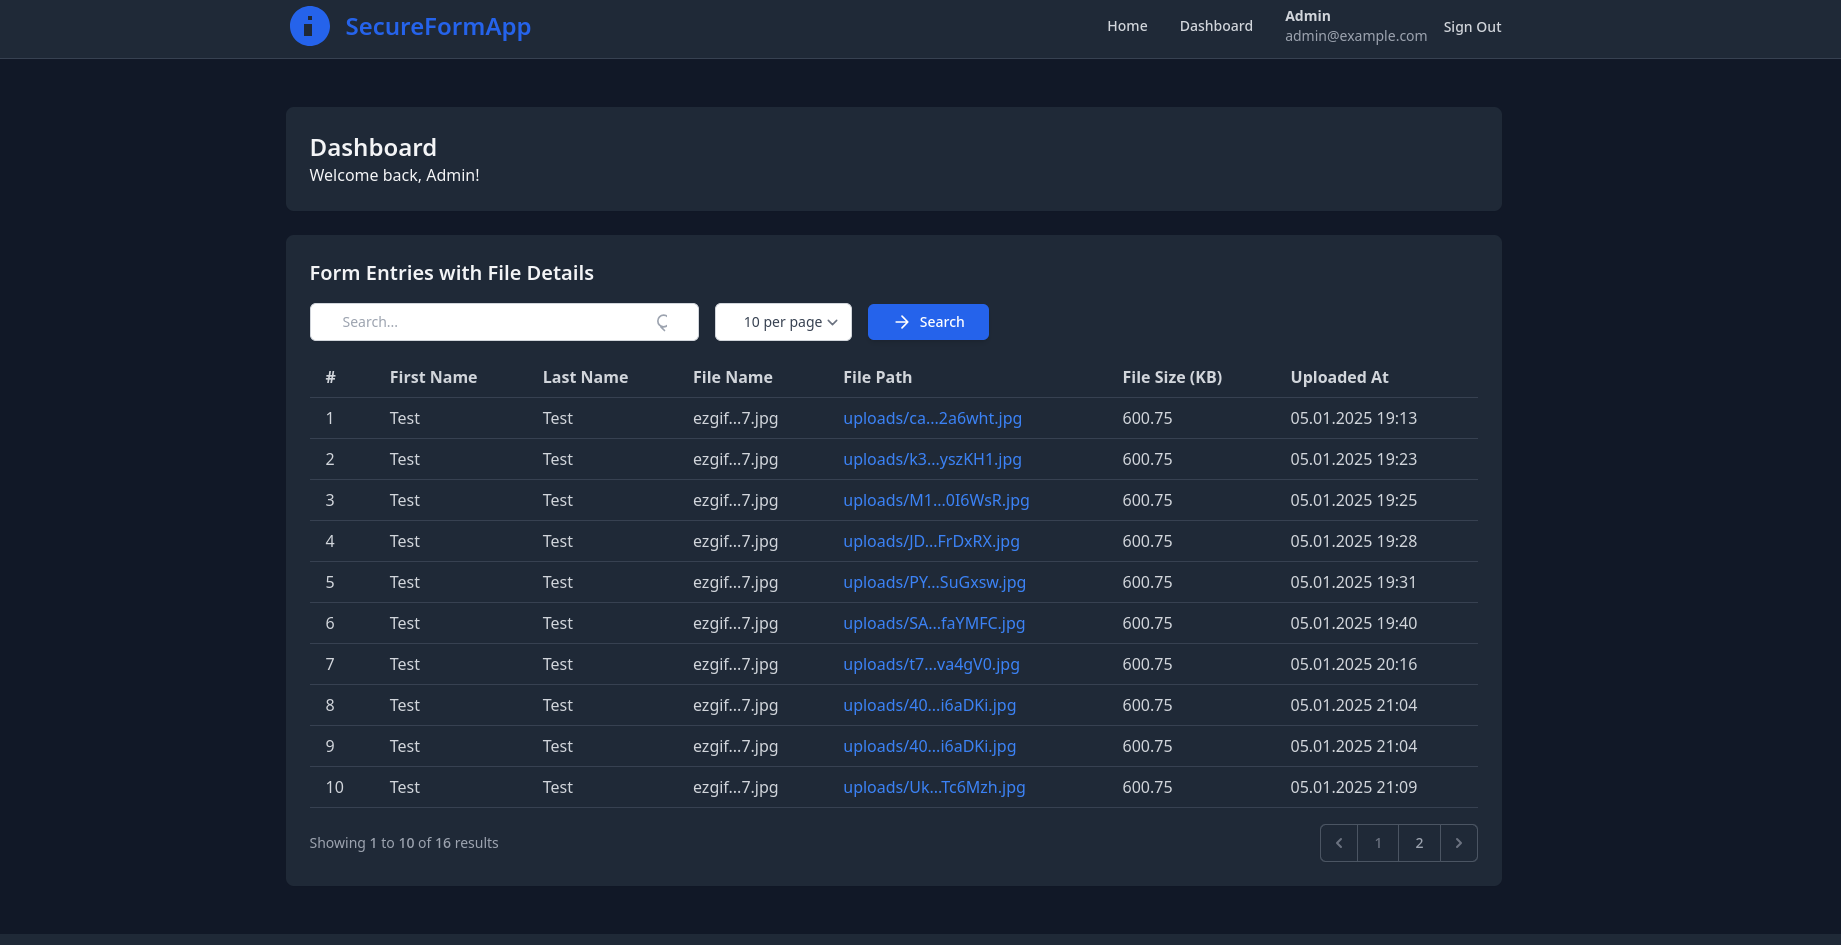 SecureFormApp
Home Dashboard Admin admin@example.com Sign Out
Dashboard
Welcome back, Admin!
Form Entries with File Details
Search... 10 per page Search
# First Name Last Name File Name File Path File Size (KB) Uploaded At
1 Test Test ezgif...7.jpg uploads/ca...2a6wht.jpg 600.75 05.01.2025 19:13
2 Test Test ezgif...7.jpg uploads/k3...yszKH1.jpg 600.75 05.01.2025 19:23
3 Test Test ezgif...7.jpg uploads/M1...0I6WsR.jpg 600.75 05.01.2025 19:25
4 Test Test ezgif...7.jpg uploads/JD...FrDxRX.jpg 600.75 05.01.2025 19:28
5 Test Test ezgif...7.jpg uploads/PY...SuGxsw.jpg 600.75 05.01.2025 19:31
6 Test Test ezgif...7.jpg uploads/SA...faYMFC.jpg 600.75 05.01.2025 19:40
7 Test Test ezgif...7.jpg uploads/t7...va4gV0.jpg 600.75 05.01.2025 20:16
8 Test Test ezgif...7.jpg uploads/40...i6aDKi.jpg 600.75 05.01.2025 21:04
9 Test Test ezgif...7.jpg uploads/40...i6aDKi.jpg 600.75 05.01.2025 21:04
10 Test Test ezgif...7.jpg uploads/Uk...Tc6Mzh.jpg 600.75 05.01.2025 21:09
Showing 1 to 10 of 16 results 1 2